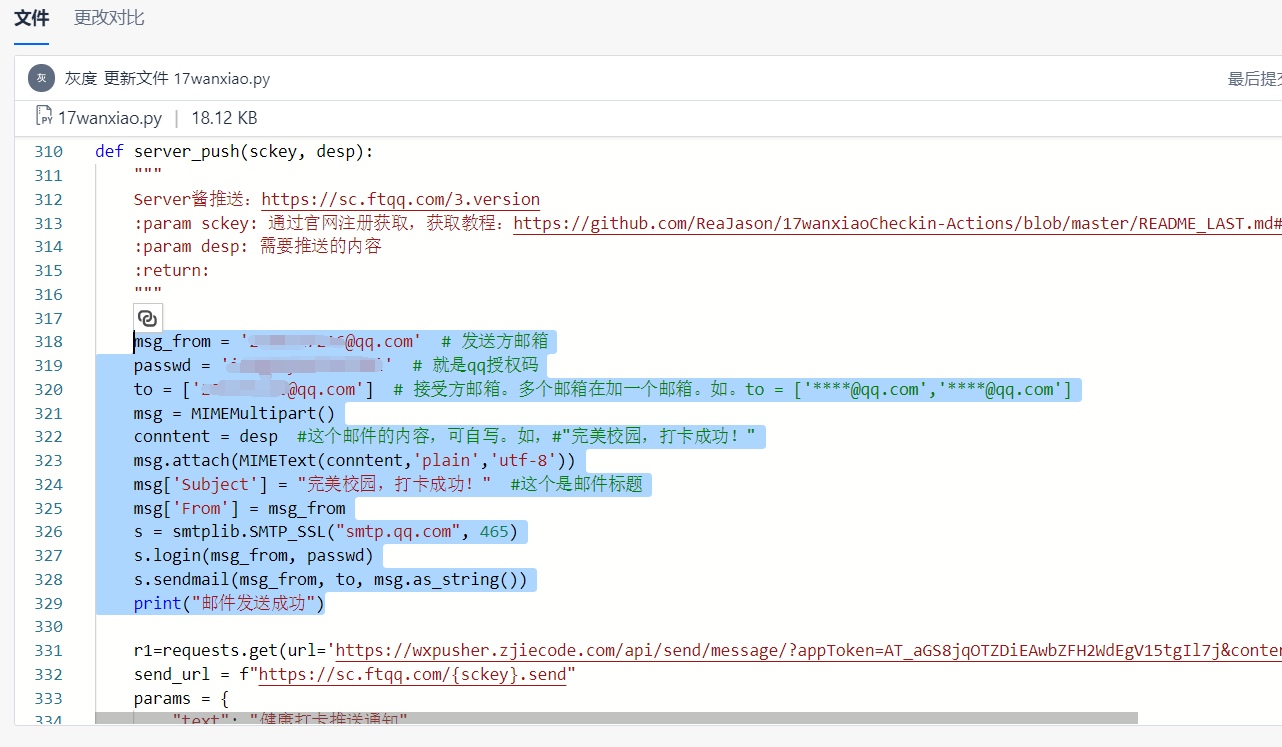 文件 更改对比
灰 灰度 更新文件 17wanxiao.py 最后提交
17wanxiao.py | 18.12 KB
310 def server_push(sckey, desp):
311 """
312 Server酱推送：https://sc.ftqq.com/3.version
313 :param sckey: 通过官网注册获取，获取教程：https://github.com/ReaJason/17wanxiaoCheckin-Actions/blob/master/README_LAST.md#
314 :param desp: 需要推送的内容
315 :return:
316 """
317
318 msg_from = '@qq.com' # 发送方邮箱
319 passwd = '' # 就是qq授权码
320 to = ['@qq.com'] # 接受方邮箱。多个邮箱在加一个邮箱。如。to = ['****@qq.com','****@qq.com']
321 msg = MIMEMultipart()
322 conntent = desp #这个邮件的内容，可自写。如，#"完美校园，打卡成功！"
323 msg.attach(MIMEText(conntent,'plain','utf-8'))
324 msg['Subject'] = "完美校园，打卡成功！" #这个是邮件标题
325 msg['From'] = msg_from
326 s = smtplib.SMTP_SSL("smtp.qq.com", 465)
327 s.login(msg_from, passwd)
328 s.sendmail(msg_from, to, msg.as_string())
329 print("邮件发送成功")
330
331 r1=requests.get(url='https://wxpusher.zjiecode.com/api/send/message/?appToken=AT_aGS8jqOTZDiEAwbZFH2WdEgV15tgIl7j&conten
332 send_url = f"https://sc.ftqq.com/{sckey}.send"
333 params = {
334 "text": "健康打卡推送通知"